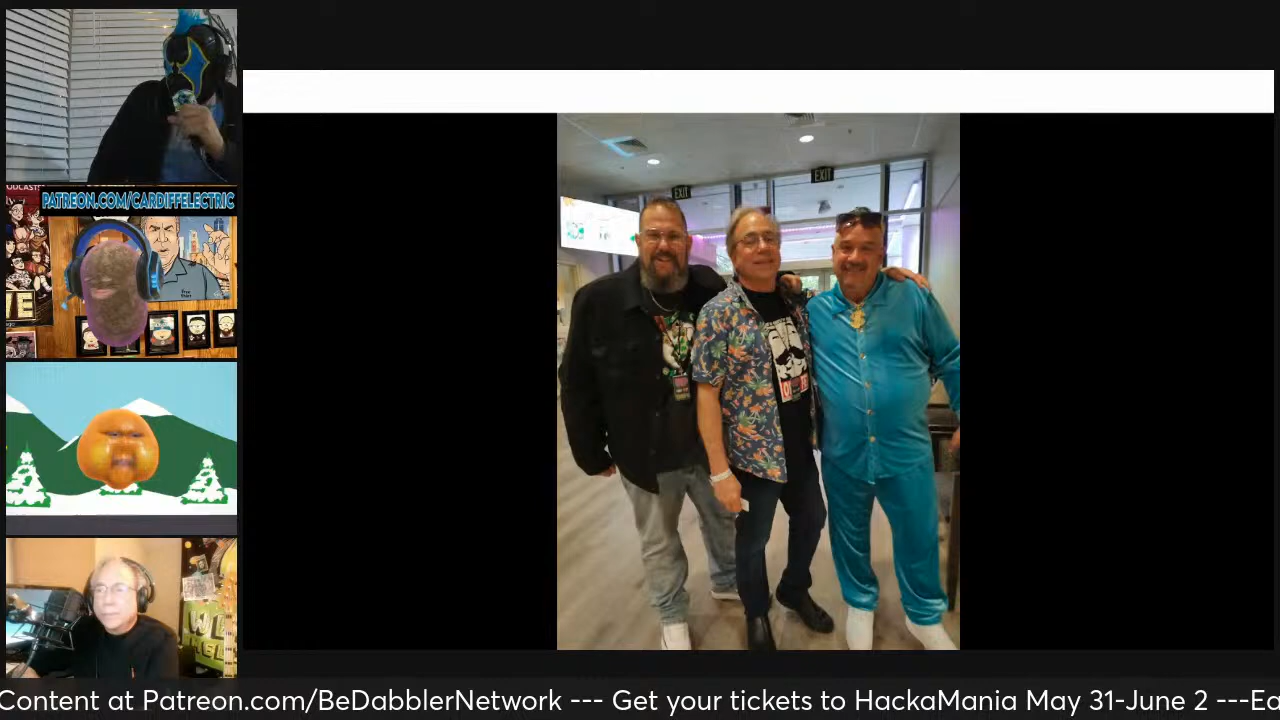 PATREON.COM/CARDIFFELECTRIC
EXIT
EXIT
Content at Patreon.com/BeDabblerNetwork --- Get your tickets to HackaMania May 31-June 2 ---Ea